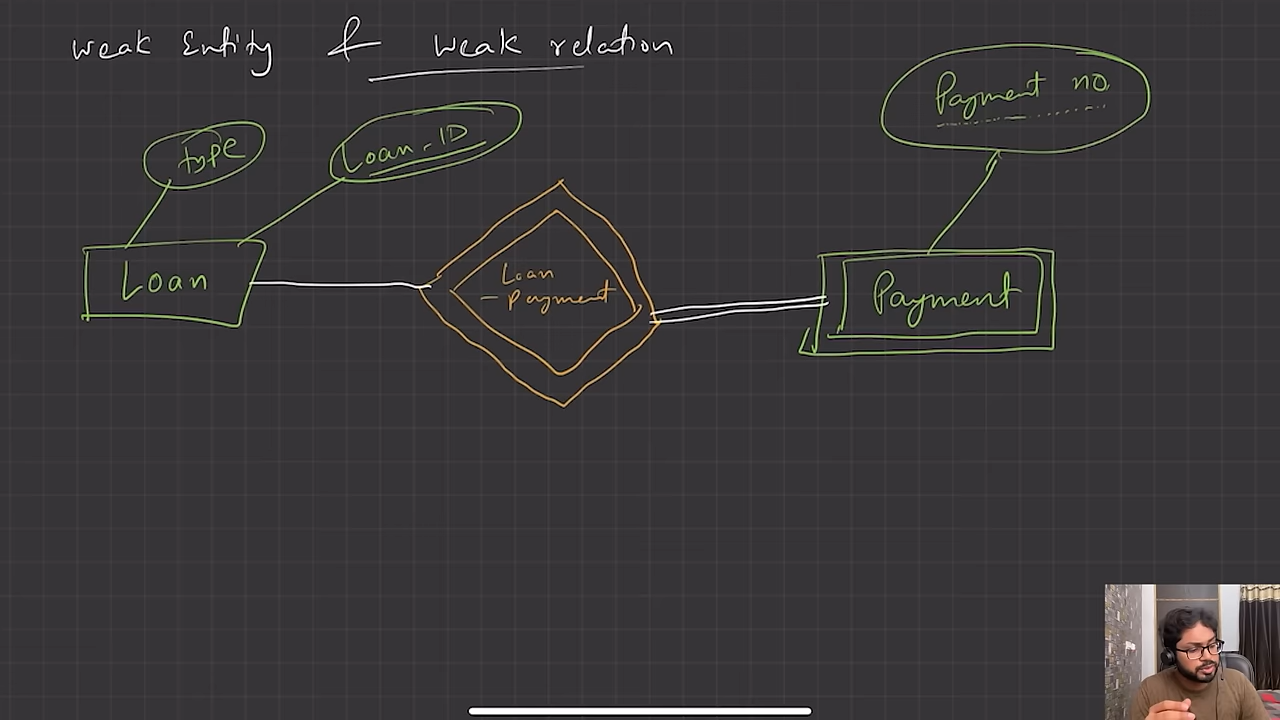 weak Entity & weak relation
Payment no.
type
Loan_ID
Loan
Loan
- Payment
Payment